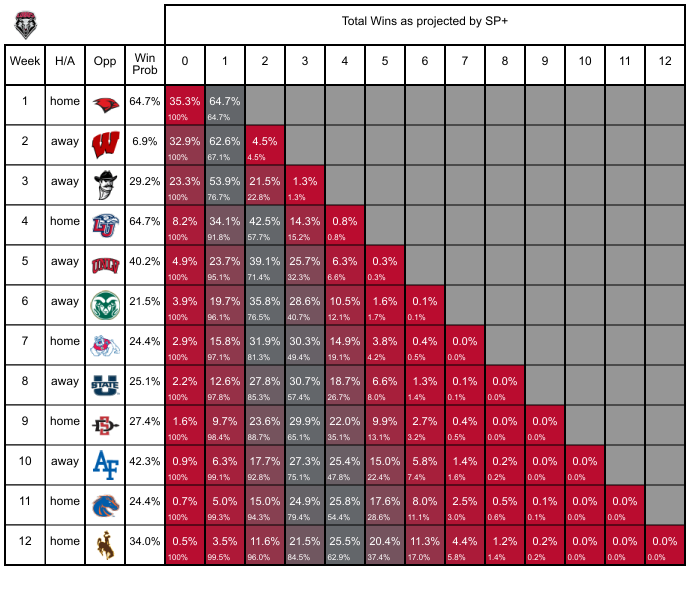 Total Wins as projected by SP+
Week H/A Opp Win Prob 0 1 2 3 4 5 6 7 8 9 10 11 12
1 home 64.7% 35.3% 64.7%
100% 64.7%
2 away W 6.9% 32.9% 62.6% 4.5%
100% 67.1% 4.5%
3 away 29.2% 23.3% 53.9% 21.5% 1.3%
100% 76.7% 22.8% 1.3%
4 home LU 64.7% 8.2% 34.1% 42.5% 14.3% 0.8%
100% 91.8% 57.7% 15.2% 0.8%
5 away UNLV 40.2% 4.9% 23.7% 39.1% 25.7% 6.3% 0.3%
100% 95.1% 71.4% 32.3% 6.6% 0.3%
6 away 21.5% 3.9% 19.7% 35.8% 28.6% 10.5% 1.6% 0.1%
100% 96.1% 76.5% 40.7% 12.1% 1.7% 0.1%
7 home 24.4% 2.9% 15.8% 31.9% 30.3% 14.9% 3.8% 0.4% 0.0%
100% 97.1% 81.3% 49.4% 19.1% 4.2% 0.5% 0.0%
8 away U STATE 25.1% 2.2% 12.6% 27.8% 30.7% 18.7% 6.6% 1.3% 0.1% 0.0%
100% 97.8% 85.3% 57.4% 26.7% 8.0% 1.4% 0.1% 0.0%
9 home SD 27.4% 1.6% 9.7% 23.6% 29.9% 22.0% 9.9% 2.7% 0.4% 0.0% 0.0%
100% 98.4% 88.7% 65.1% 35.1% 13.1% 3.2% 0.5% 0.0% 0.0%
10 away AF 42.3% 0.9% 6.3% 17.7% 27.3% 25.4% 15.0% 5.8% 1.4% 0.2% 0.0% 0.0%
100% 99.1% 92.8% 75.1% 47.8% 22.4% 7.4% 1.6% 0.2% 0.0% 0.0%
11 home 24.4% 0.7% 5.0% 15.0% 24.9% 25.8% 17.6% 8.0% 2.5% 0.5% 0.1% 0.0% 0.0%
100% 99.3% 94.3% 79.4% 54.4% 28.6% 11.1% 3.0% 0.6% 0.1% 0.0% 0.0%
12 home 34.0% 0.5% 3.5% 11.6% 21.5% 25.5% 20.4% 11.3% 4.4% 1.2% 0.2% 0.0% 0.0% 0.0%
100% 99.5% 96.0% 84.5% 62.9% 37.4% 17.0% 5.8% 1.4% 0.2% 0.0% 0.0% 0.0%